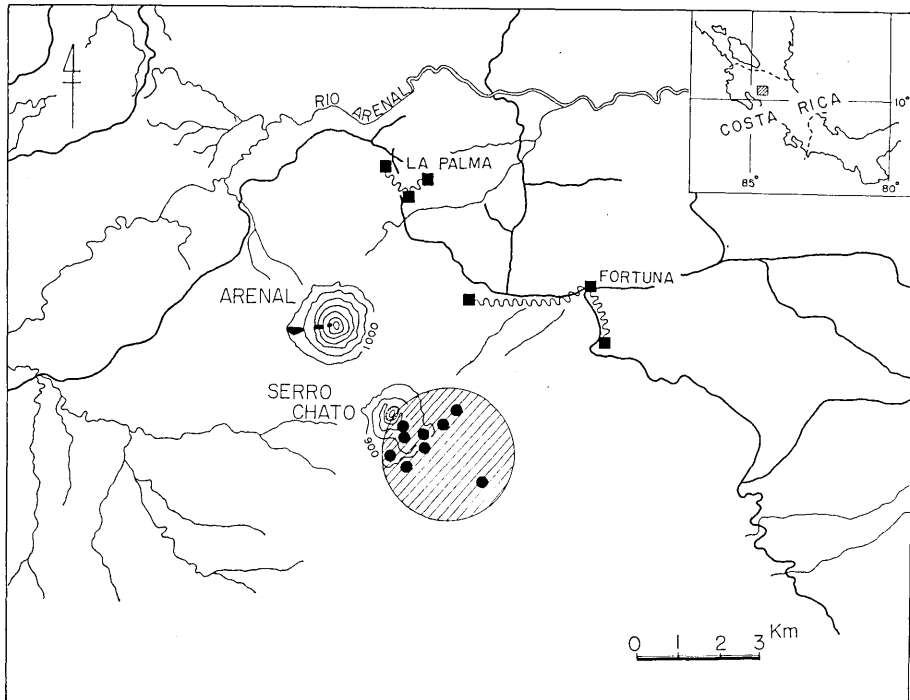 RIO ARENAL
COSTA RICA
10°
85°
80°
LA PALMA
ARENAL
1000
FORTUNA
SERRO
CHATO
900
0 1 2 3 Km